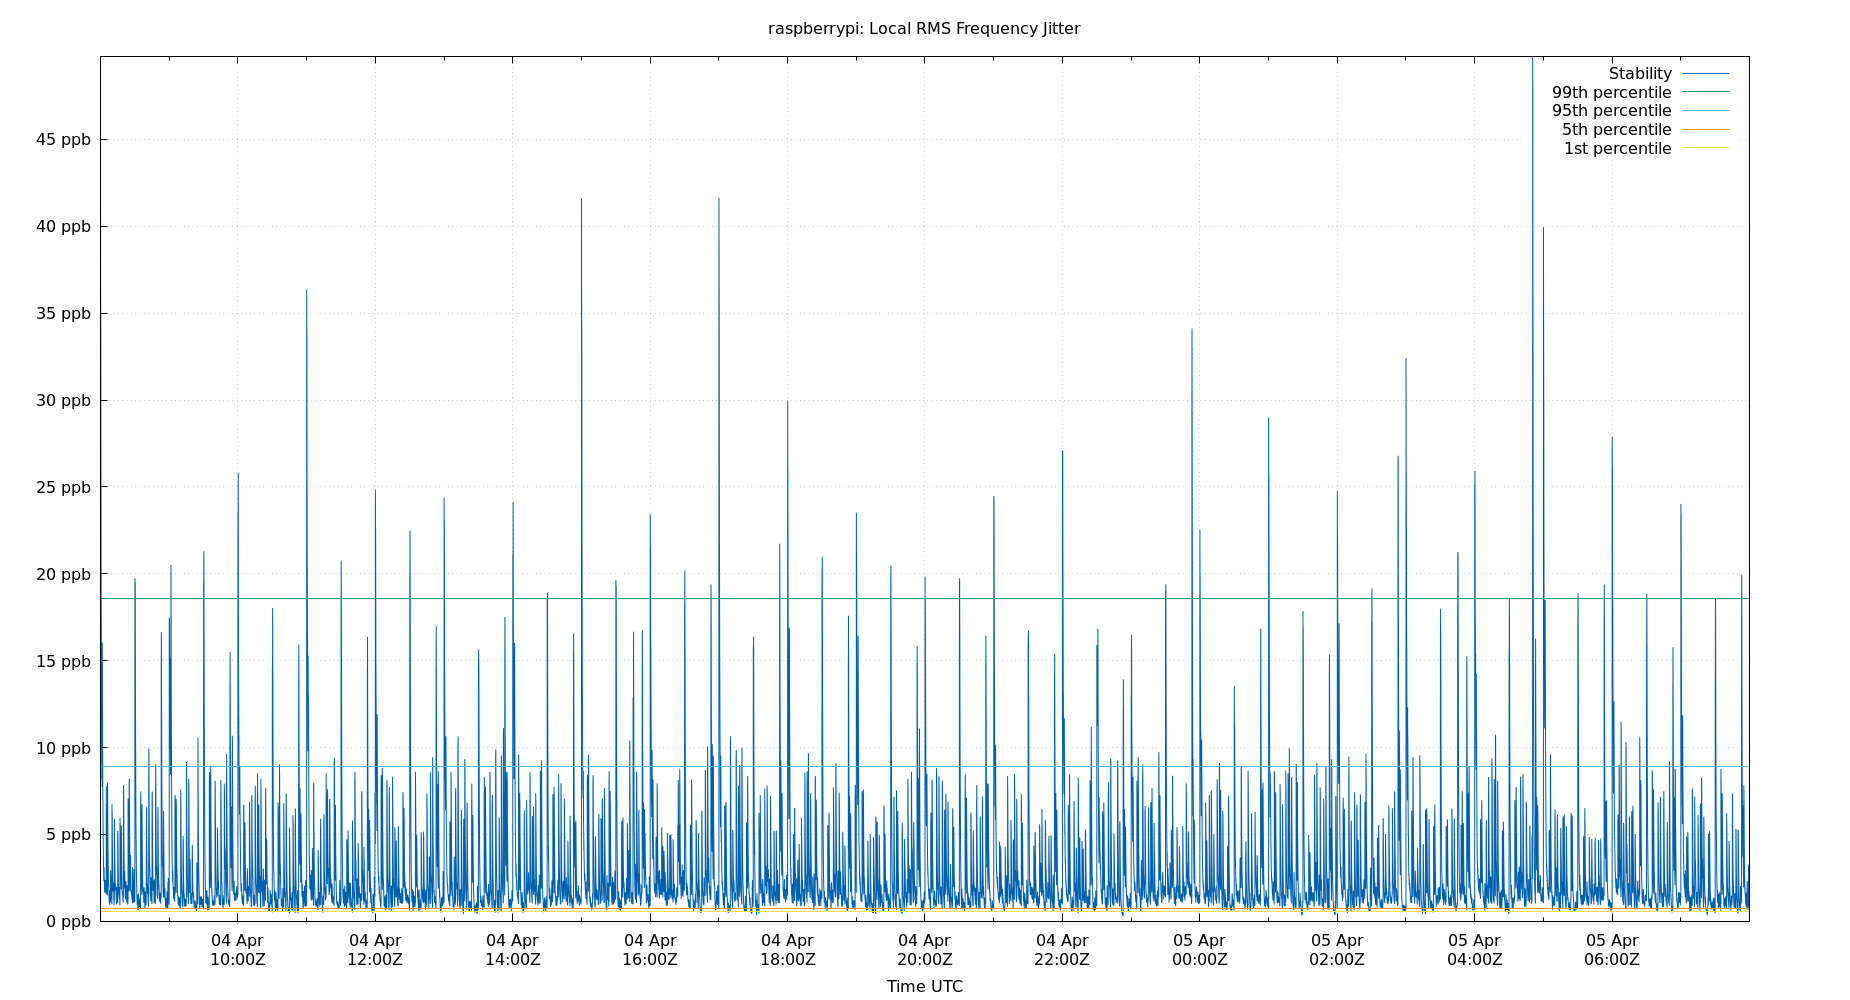 raspberrypi: Local RMS Frequency Jitter
Stability
99th percentile
95th percentile
5th percentile
1st percentile
45 ppb
40 ppb
35 ppb
30 ppb
25 ppb
20 ppb
15 ppb
10 ppb
5 ppb
0 ppb
04 Apr 04 Apr 04 Apr 04 Apr 04 Apr 04 Apr 04 Apr 05 Apr 05 Apr 05 Apr 05 Apr
10:00Z 12:00Z 14:00Z 16:00Z 18:00Z 20:00Z 22:00Z 00:00Z 02:00Z 04:00Z 06:00Z
Time UTC